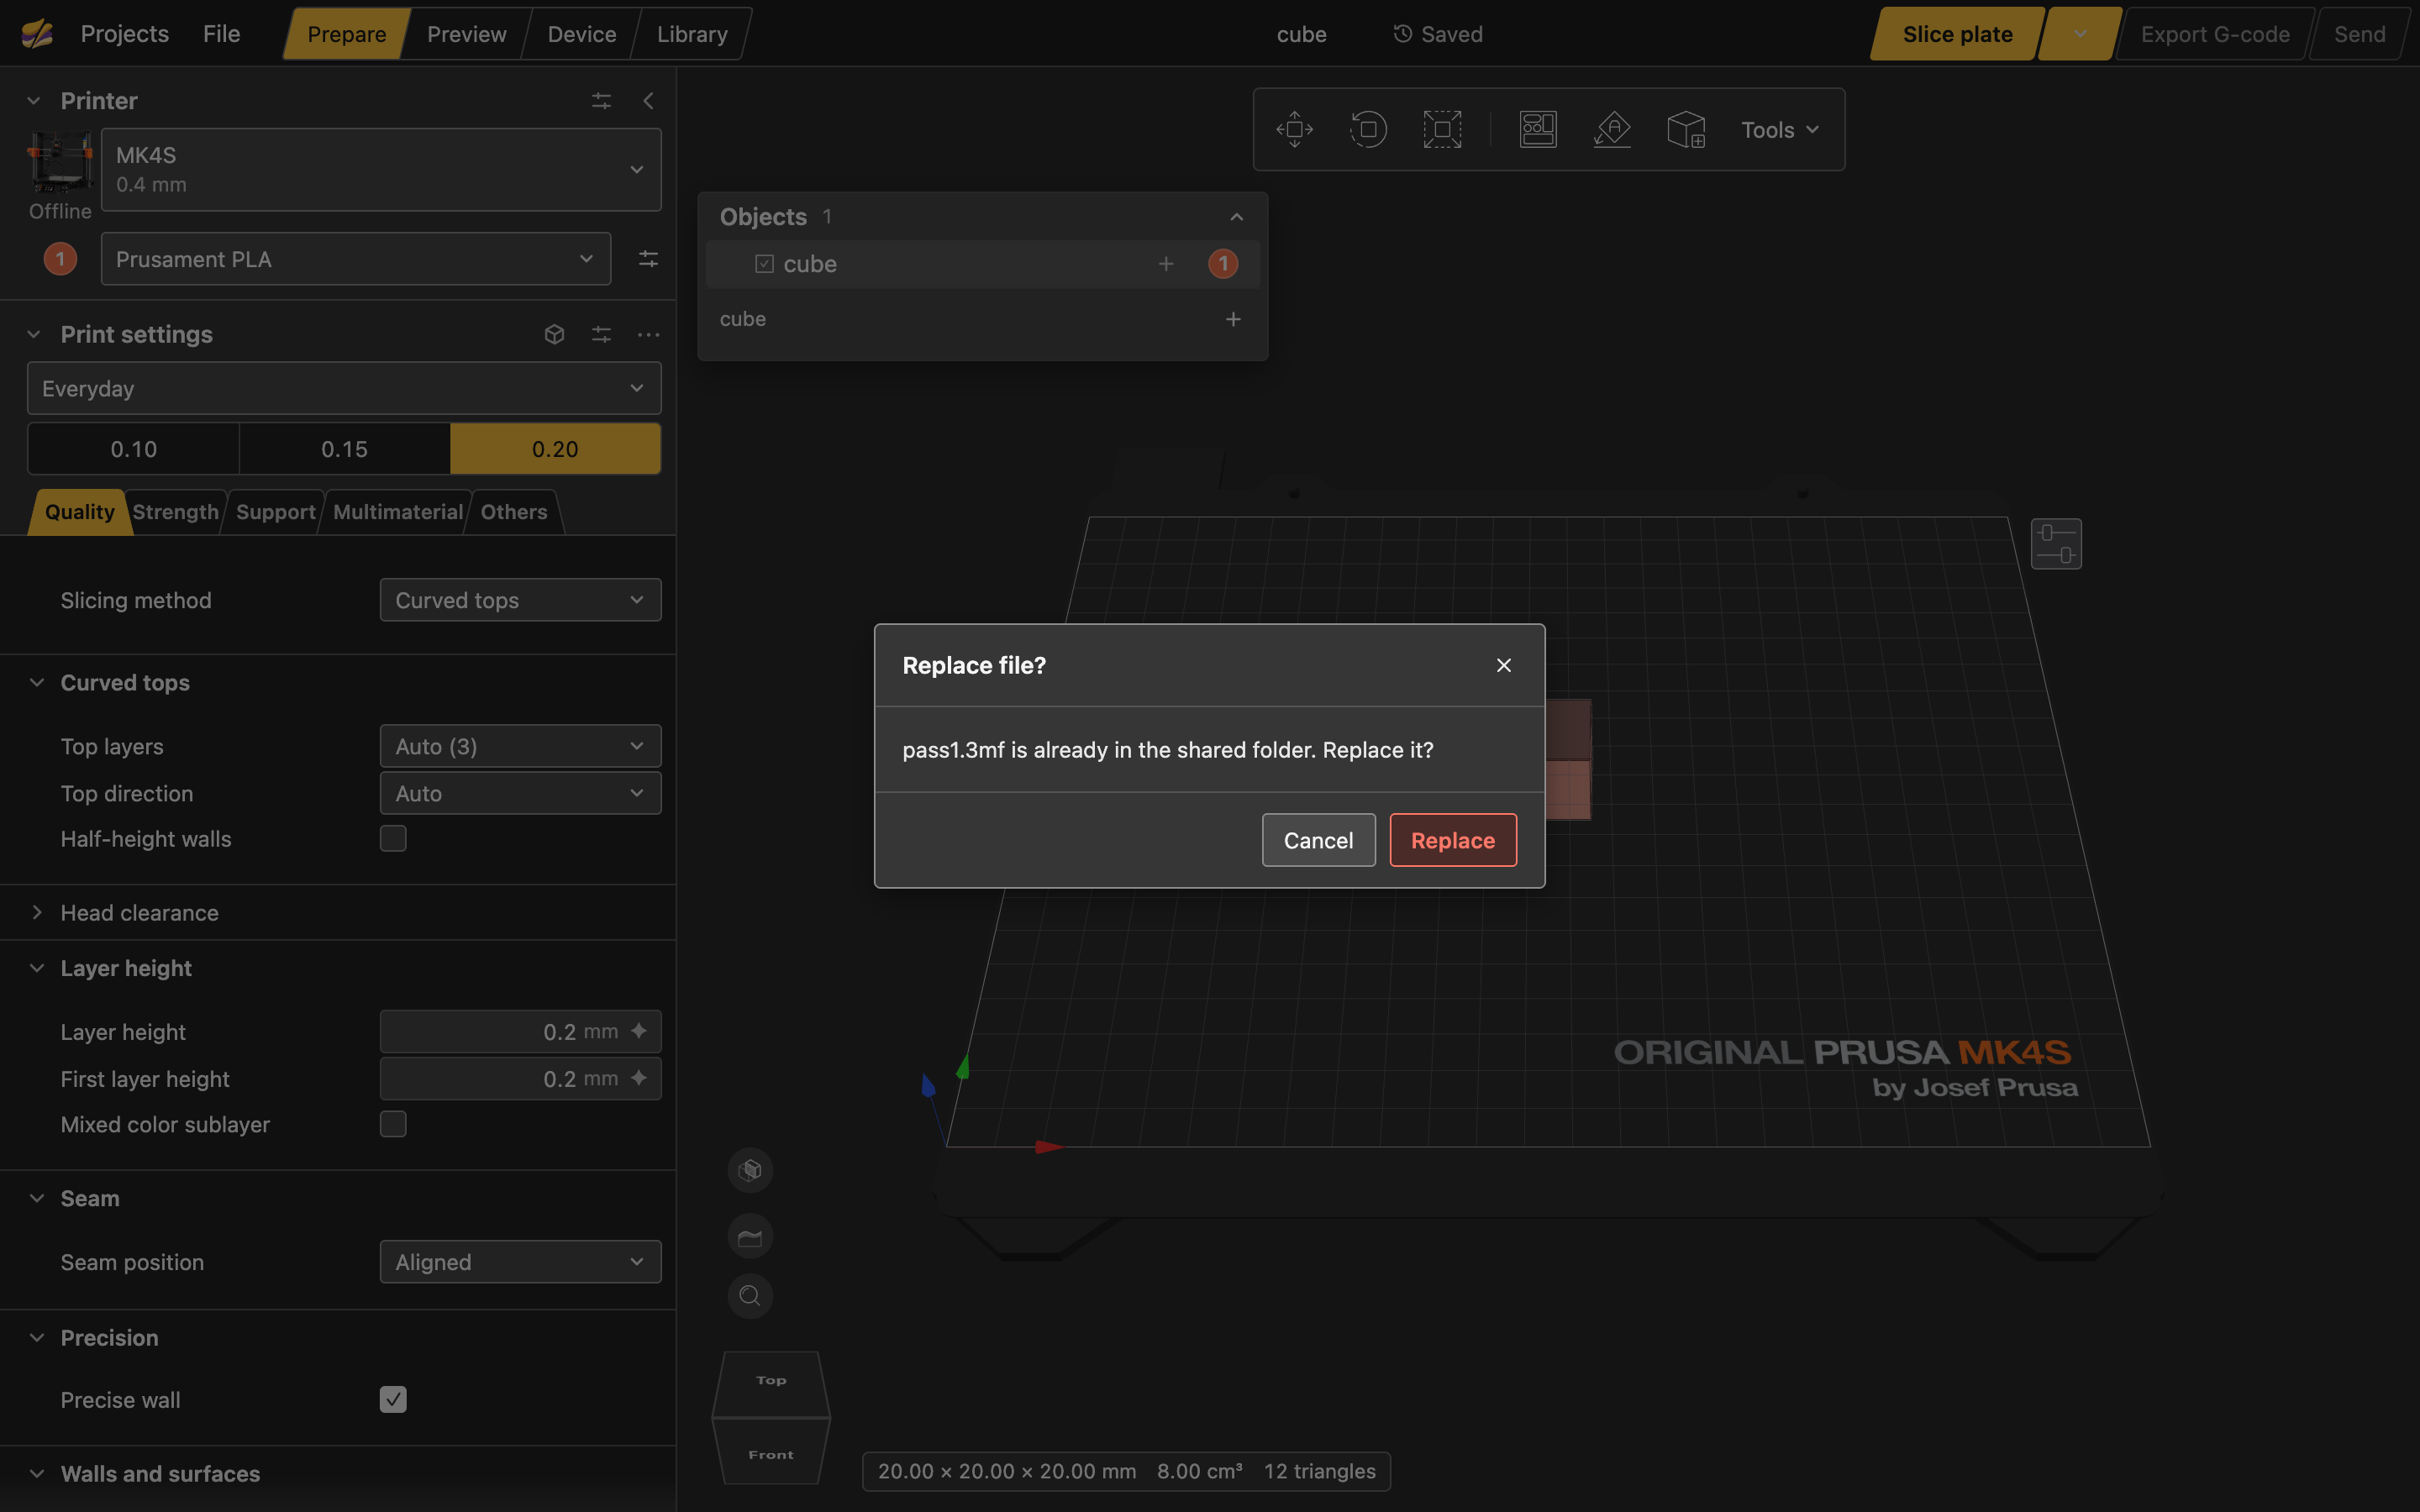 Projects File Prepare Preview Device Library cube Saved Slice plate Export G-code Send
Printer
MK4S
0.4 mm
Offline
1 Prusament PLA
Print settings
Everyday
0.10 0.15 0.20
Quality Strength Support Multimaterial Others
Slicing method Curved tops
Curved tops
Top layers Auto (3)
Top direction Auto
Half-height walls
Head clearance
Layer height
Layer height 0.2 mm
First layer height 0.2 mm
Mixed color sublayer
Seam
Seam position Aligned
Precision
Precise wall
Walls and surfaces
Tools
Objects 1
cube 1
cube
Replace file?
pass1.3mf is already in the shared folder. Replace it?
Cancel Replace
ORIGINAL PRUSA MK4S
by Josef Prusa
Top
Front
20.00 × 20.00 × 20.00 mm 8.00 cm³ 12 triangles